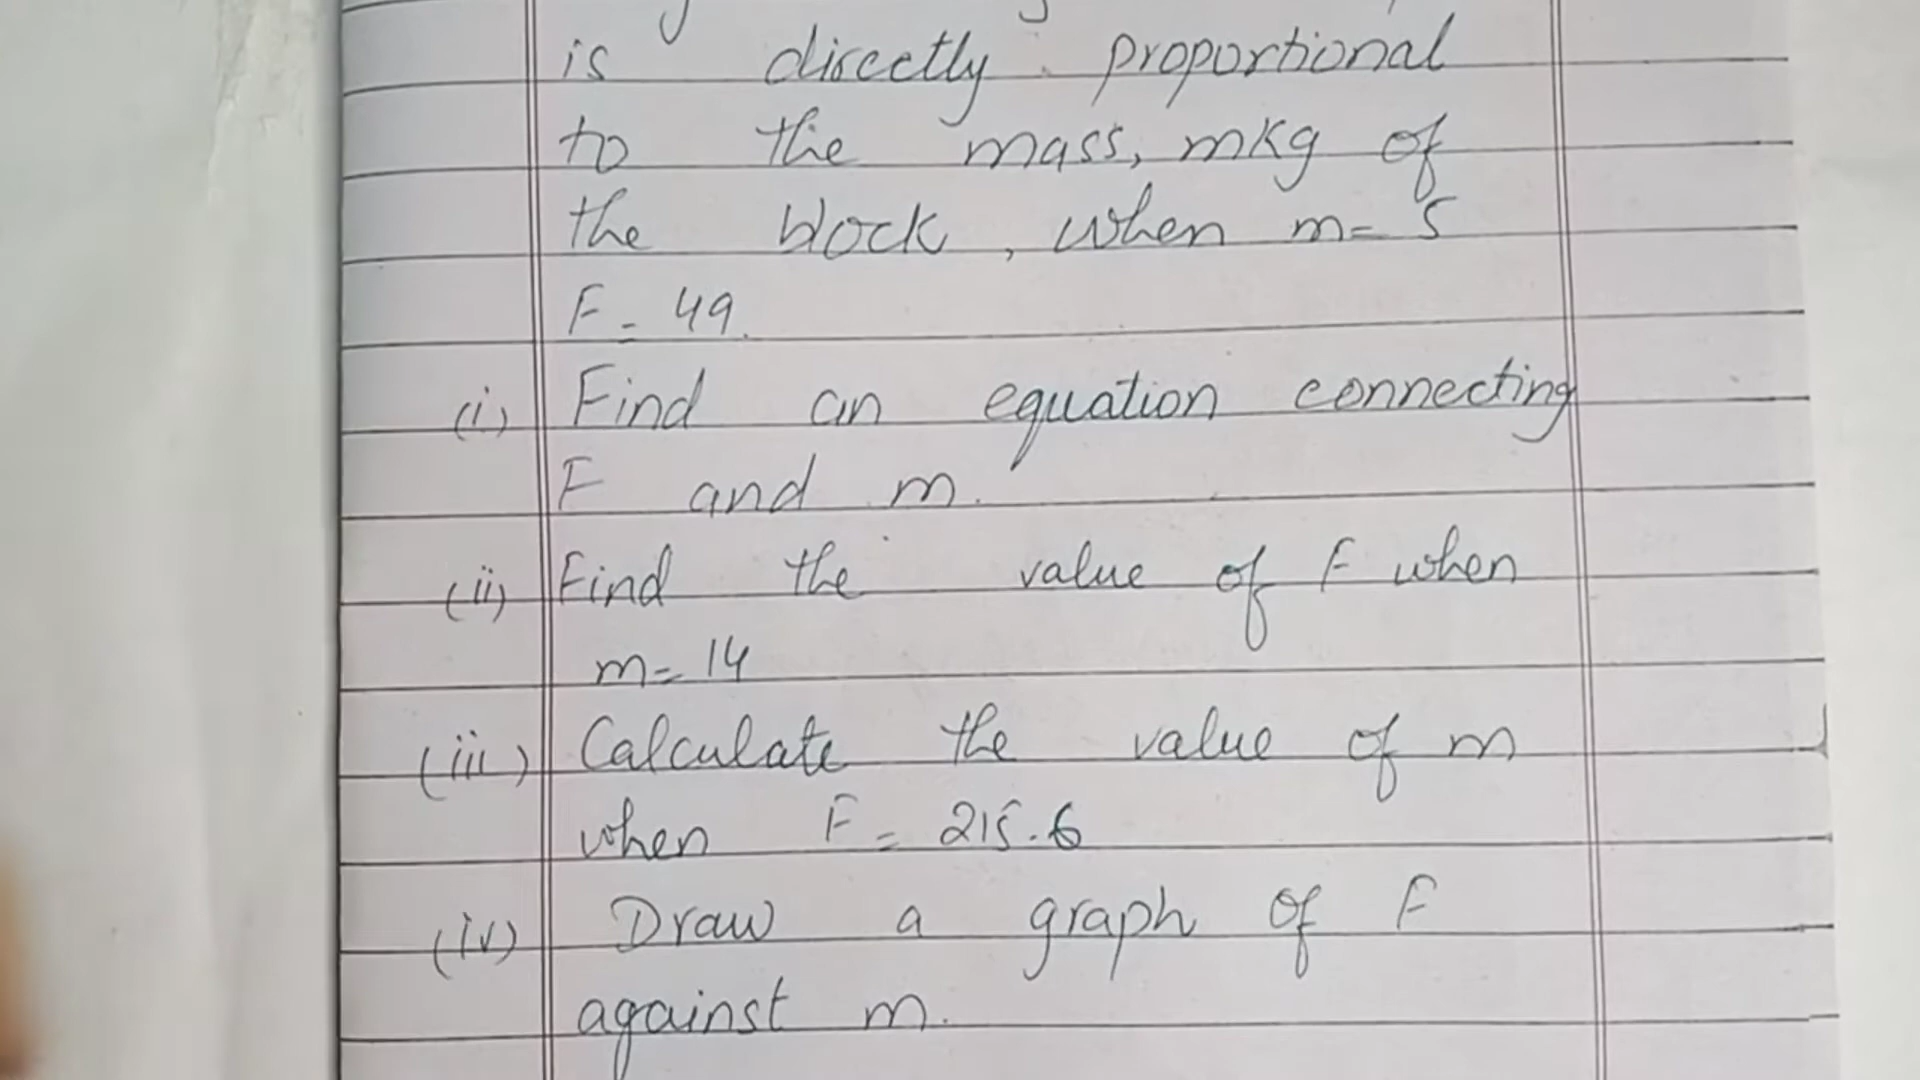 is directly proportional
to the mass, mkg of
the block, when m = 5
F = 49.
(i) Find an equation connecting
F and m.
(ii) Find the value of F when
m = 14
(iii) Calculate the value of m
when F = 215.6
(iv) Draw a graph of F
against m.